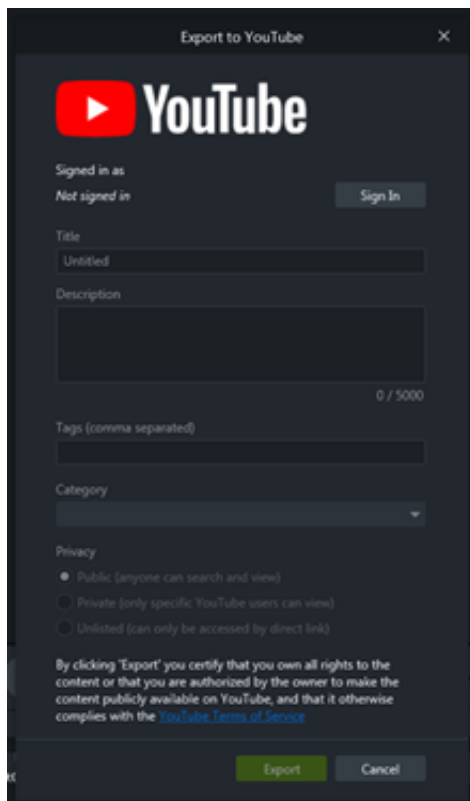 Export to YouTube
YouTube
Signed in as
Not signed in
Sign In
Title
Untitled
Description
0 / 5000
Tags (comma separated)
Category
Privacy
Public (anyone can search and view)
Private (only specific YouTube users can view)
Unlisted (can only be accessed by direct link)
By clicking 'Export' you certify that you own all rights to the
content or that you are authorized by the owner to make the
content publicly available on YouTube, and that it otherwise
complies with the YouTube Terms of Service
Export
Cancel